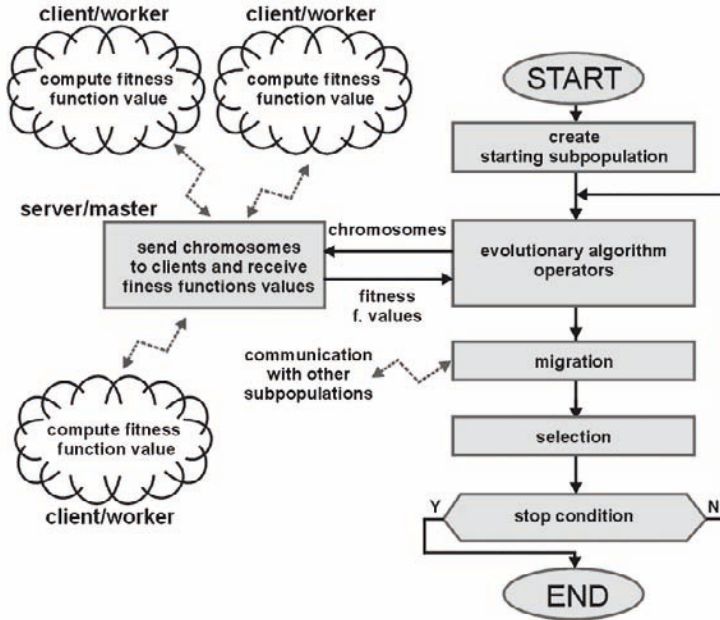 client/worker
client/worker
compute fitness
function value
compute fitness
function value
START
create
starting subpopulation
server/master
send chromosomes
to clients and receive
finess functions values
chromosomes
fitness
f. values
evolutionary algorithm
operators
communication
with other
subpopulations
migration
compute fitness
function value
client/worker
selection
Y
stop condition
N
END